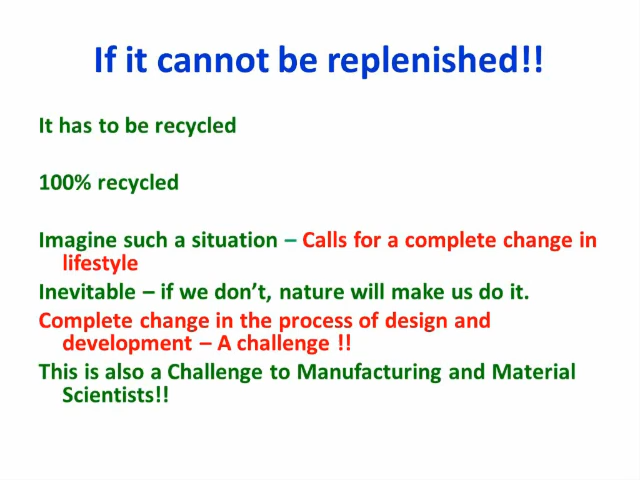 If it cannot be replenished!!
It has to be recycled
100% recycled
Imagine such a situation – Calls for a complete change in
lifestyle
Inevitable – if we don’t, nature will make us do it.
Complete change in the process of design and
development – A challenge !!
This is also a Challenge to Manufacturing and Material
Scientists!!